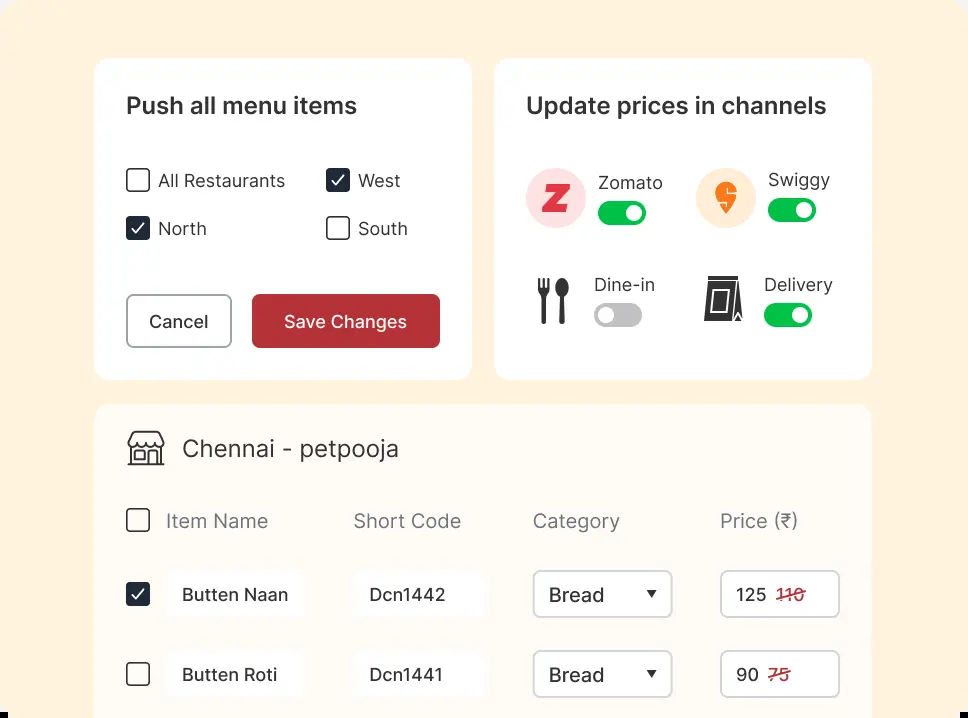 Push all menu items
All Restaurants
West
North
South
Cancel
Save Changes
Update prices in channels
Zomato
Swiggy
Dine-in
Delivery
Chennai - petpooja
Item Name Short Code Category Price (₹)
Butten Naan Dcn1442 Bread 125 110
Butten Roti Dcn1441 Bread 90 75